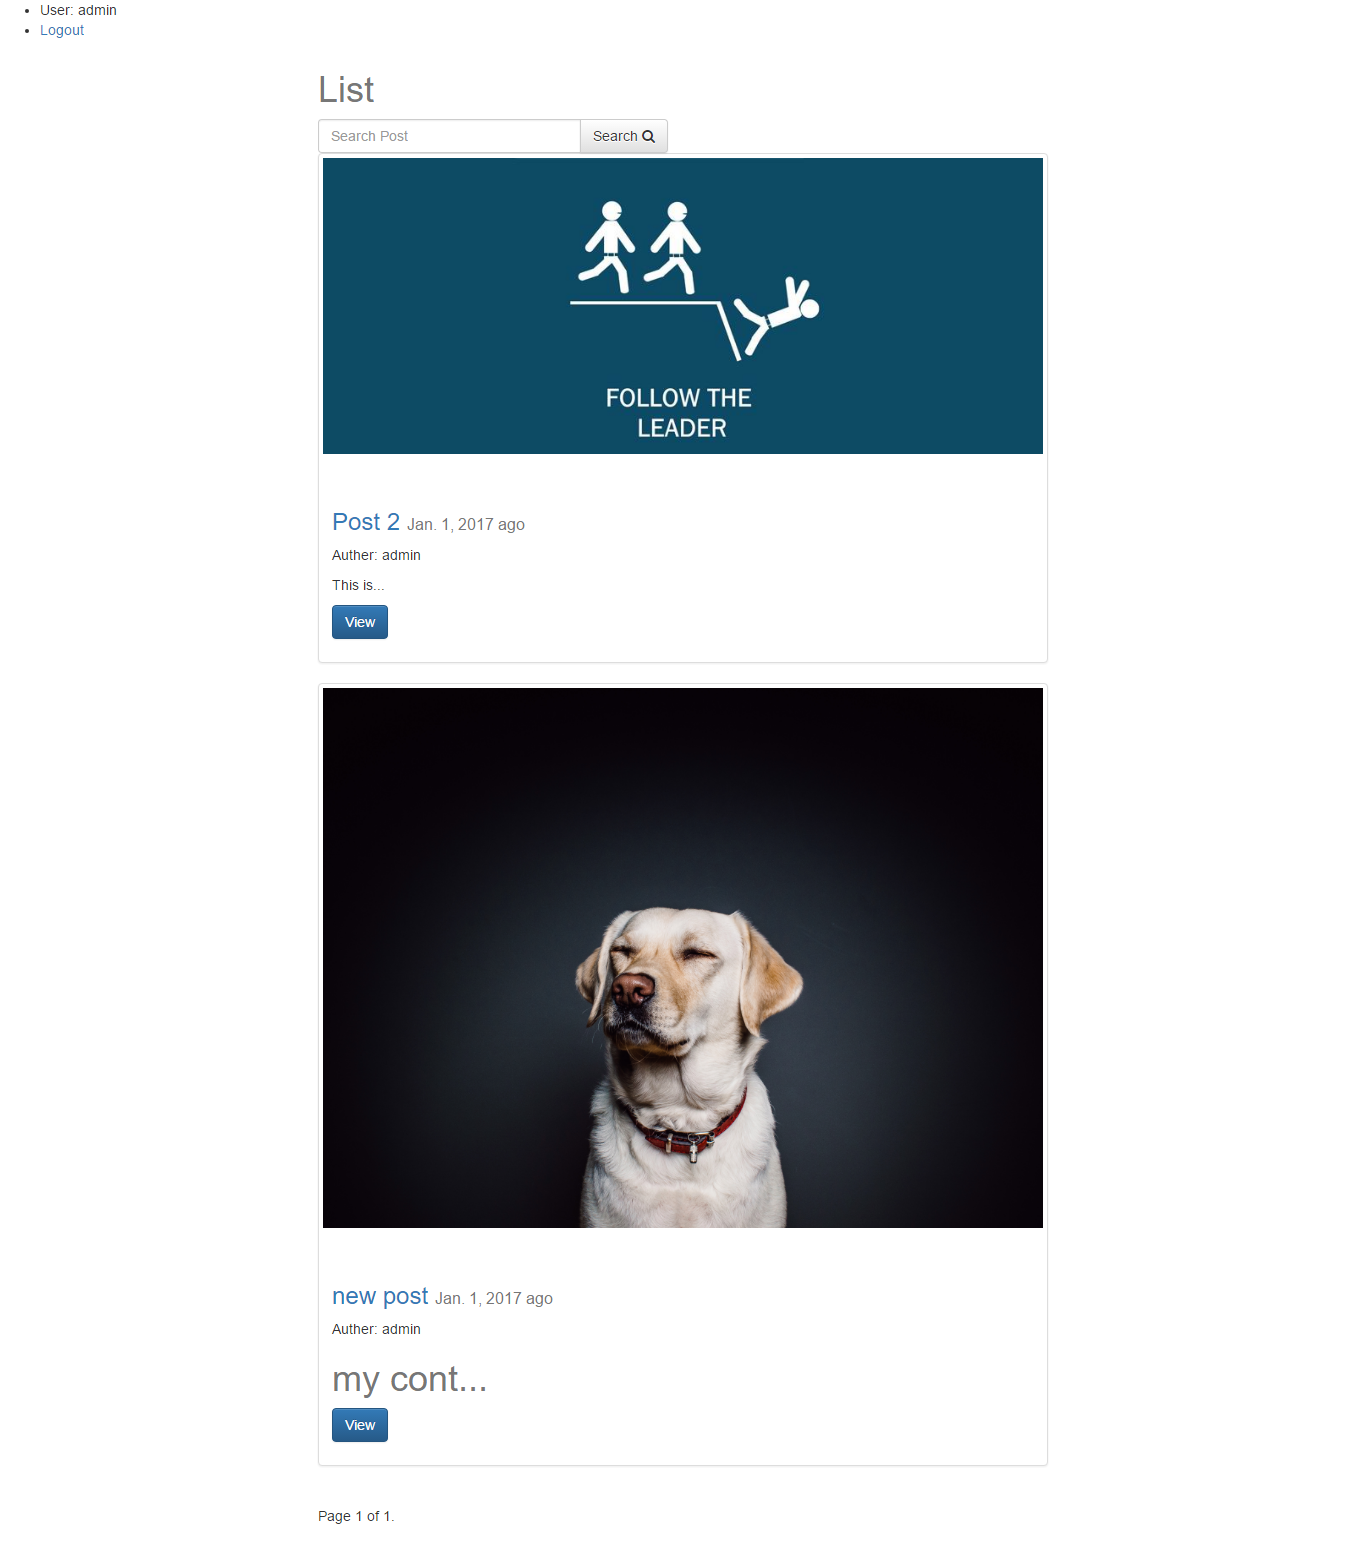 User: admin
Logout
List
Search Post
Search
FOLLOW THE
LEADER
Post 2 Jan. 1, 2017 ago
Auther: admin
This is...
View
new post Jan. 1, 2017 ago
Auther: admin
my cont...
View
Page 1 of 1.